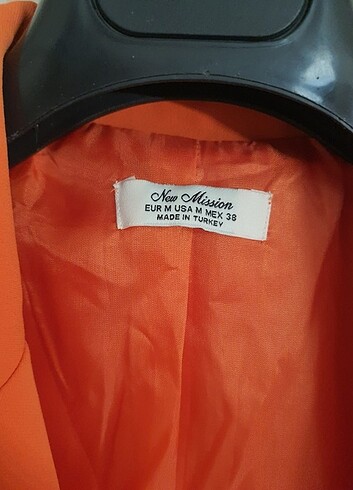 New Mission
EUR M USA M MEX 38
MADE IN TURKEY